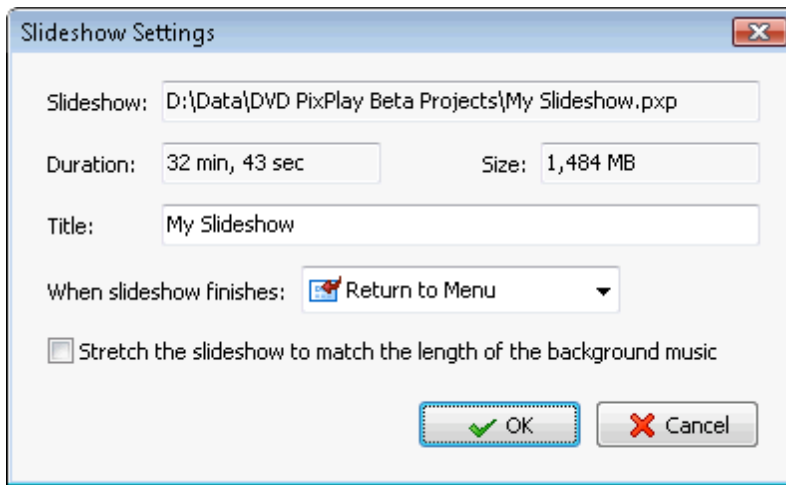 Slideshow Settings
Slideshow: D:\Data\DVD PixPlay Beta Projects\My Slideshow.pxp
Duration: 32 min, 43 sec Size: 1,484 MB
Title: My Slideshow
When slideshow finishes: Return to Menu
Stretch the slideshow to match the length of the background music
OK Cancel